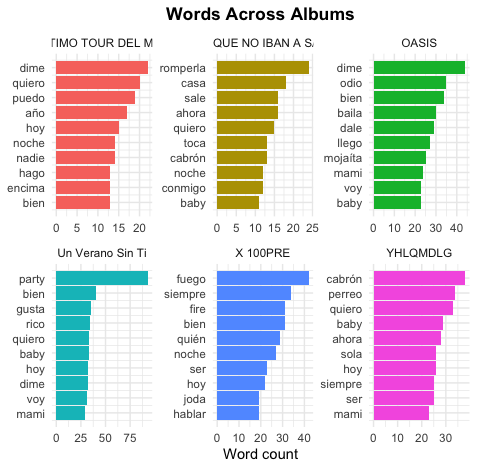 Words Across Albums
TIMO TOUR DEL M
QUE NO IBAN A SA
OASIS
dime
quiero
puedo
año
hoy
noche
nadie
hago
encima
bien
0 5 10 15 20
romperla
casa
sale
ahora
quiero
toca
cabrón
noche
conmigo
baby
0 5 10 15 20 25
dime
odio
bien
baila
dale
llego
mojaíta
mami
voy
baby
0 10 20 30 40
Un Verano Sin Ti
X 100PRE
YHLQMDLG
party
bien
gusta
rico
quiero
baby
hoy
dime
voy
mami
0 25 50 75
fuego
siempre
fire
bien
quién
noche
ser
hoy
joda
hablar
0 10 20 30 40
cabrón
perreo
quiero
baby
ahora
sola
hoy
siempre
ser
mami
0 10 20 30
Word count